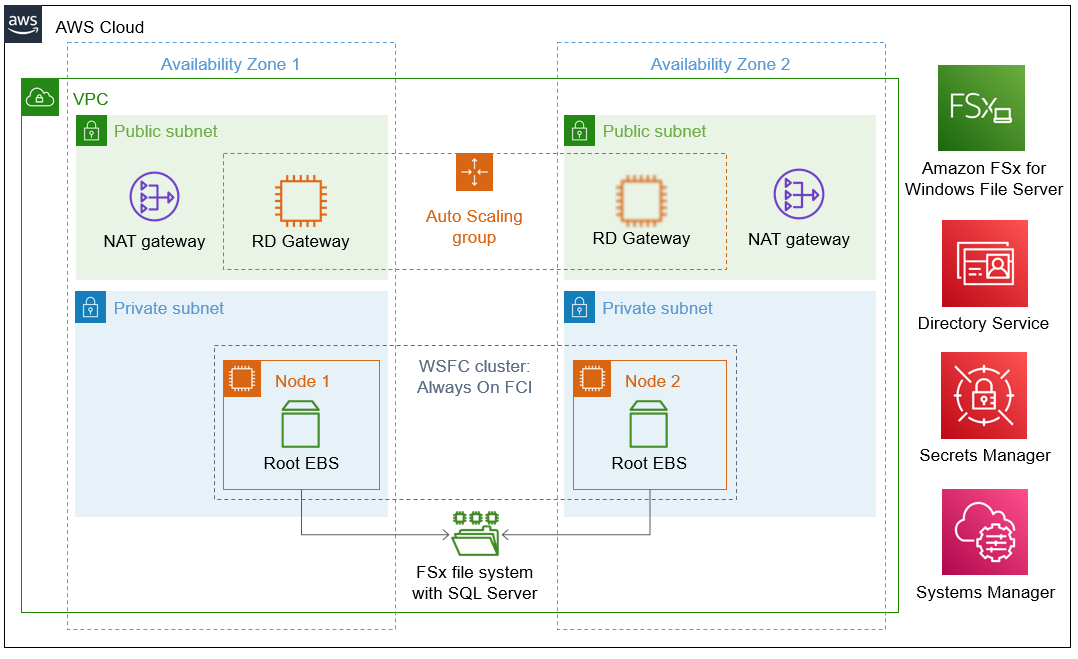 aws
AWS Cloud
Availability Zone 1
Availability Zone 2
VPC
Public subnet
Public subnet
NAT gateway
RD Gateway
Auto Scaling
group
RD Gateway
NAT gateway
Private subnet
Private subnet
Node 1
Root EBS
WSFC cluster:
Always On FCI
Node 2
Root EBS
FSx file system
with SQL Server
FSx
Amazon FSx for
Windows File Server
Directory Service
Secrets Manager
Systems Manager